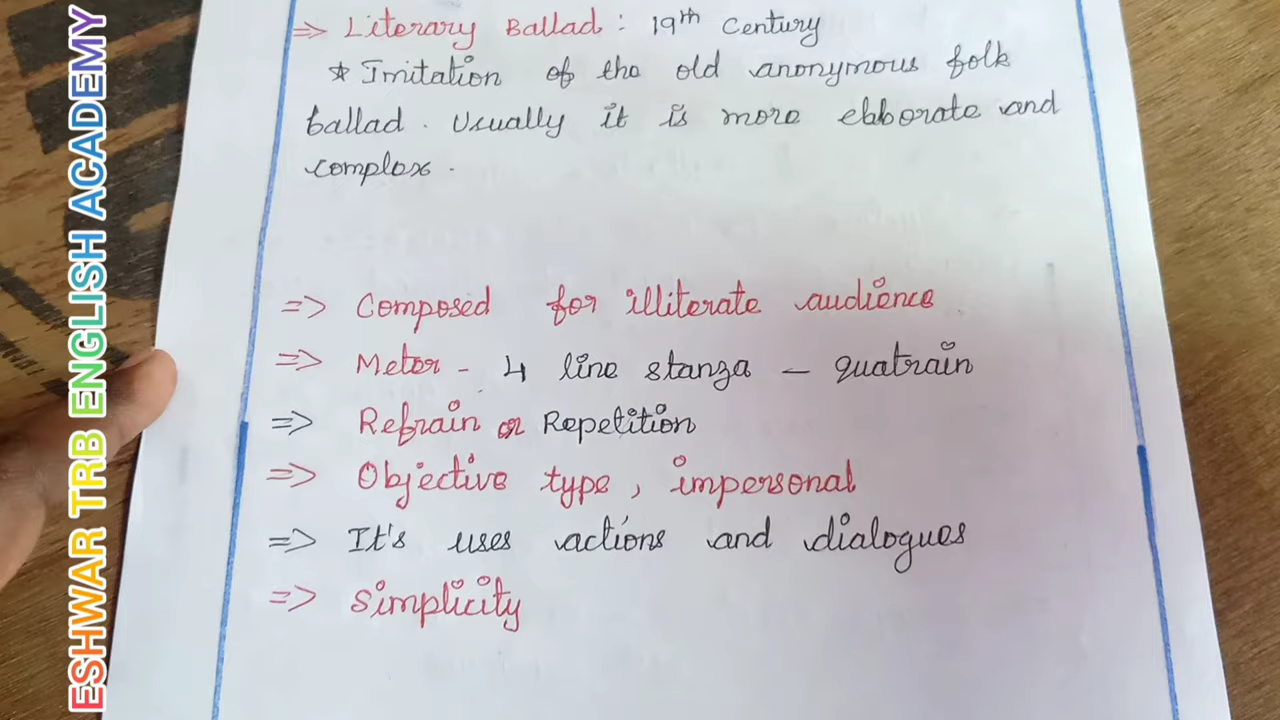 => Literary Ballad : 19th Century
* Imitation of the old anonymous folk
ballad. Usually it is more elaborate and
complex.
=> Composed for illiterate audience
=> Meter - 4 line stanza - quatrain
=> Refrain or Repetition
=> Objective type, impersonal
=> It's uses actions and dialogues
=> Simplicity
ESHWAR TRB ENGLISH ACADEMY